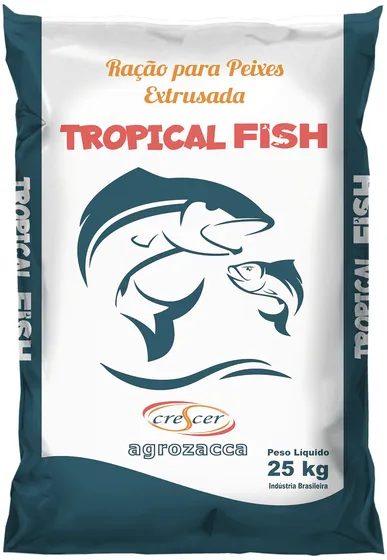 Ração para Peixes
Extrusada
TROPICAL FISH
TROPICAL FISH
TROPICAL FISH
creScer
agrozacca
Peso Líquido
25 kg
Indústria Brasileira